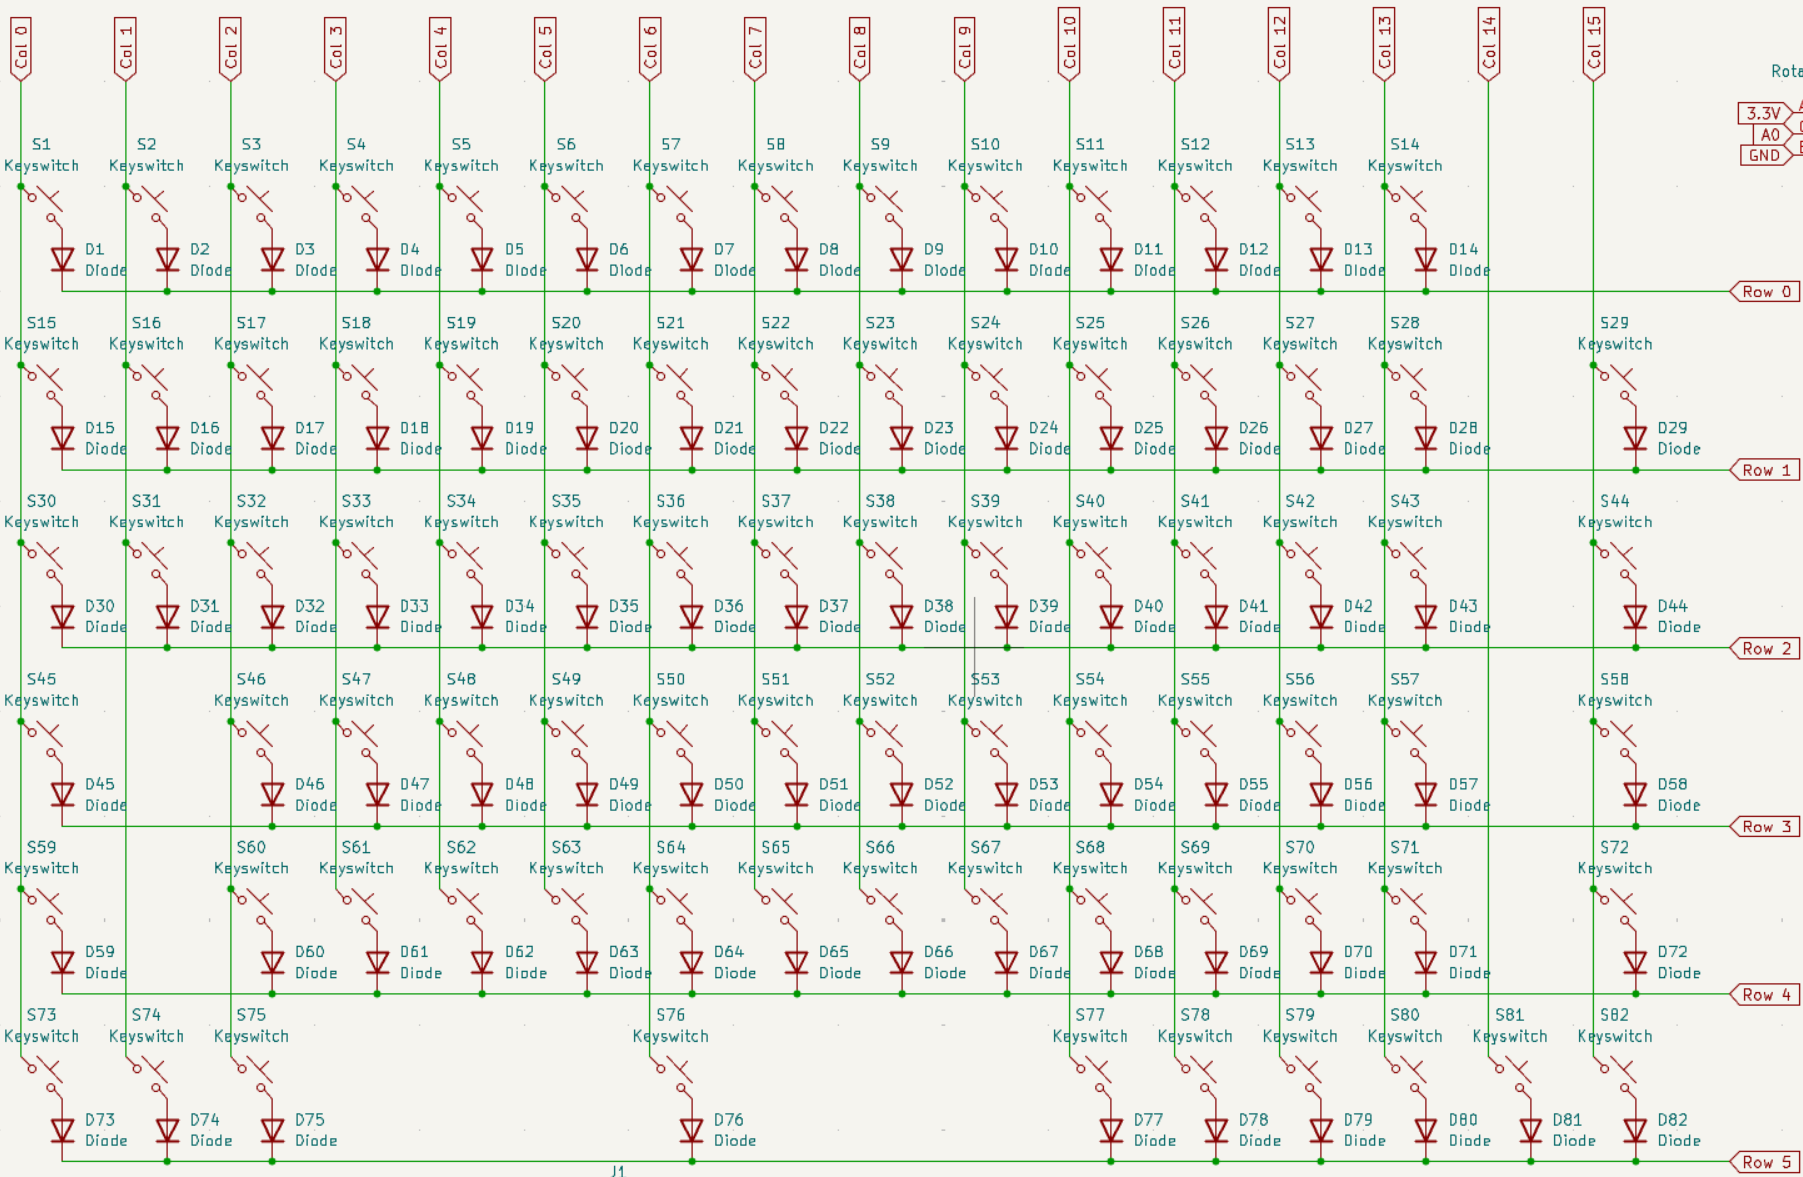 Col 0 Col 1 Col 2 Col 3 Col 4 Col 5 Col 6 Col 7 Col 8 Col 9 Col 10 Col 11 Col 12 Col 13 Col 14 Col 15
3.3V
A0
GND
S1 S2 S3 S4 S5 S6 S7 S8 S9 S10 S11 S12 S13 S14
Keyswitch Keyswitch Keyswitch Keyswitch Keyswitch Keyswitch Keyswitch Keyswitch Keyswitch Keyswitch Keyswitch Keyswitch Keyswitch Keyswitch
D1 D2 D3 D4 D5 D6 D7 D8 D9 D10 D11 D12 D13 D14
Diode Diode Diode Diode Diode Diode Diode Diode Diode Diode Diode Diode Diode Diode
Row 0
S15 S16 S17 S18 S19 S20 S21 S22 S23 S24 S25 S26 S27 S28 S29
Keyswitch Keyswitch Keyswitch Keyswitch Keyswitch Keyswitch Keyswitch Keyswitch Keyswitch Keyswitch Keyswitch Keyswitch Keyswitch Keyswitch Keyswitch
D15 D16 D17 D18 D19 D20 D21 D22 D23 D24 D25 D26 D27 D28 D29
Diode Diode Diode Diode Diode Diode Diode Diode Diode Diode Diode Diode Diode Diode Diode
Row 1
S30 S31 S32 S33 S34 S35 S36 S37 S38 S39 S40 S41 S42 S43 S44
Keyswitch Keyswitch Keyswitch Keyswitch Keyswitch Keyswitch Keyswitch Keyswitch Keyswitch Keyswitch Keyswitch Keyswitch Keyswitch Keyswitch Keyswitch
D30 D31 D32 D33 D34 D35 D36 D37 D38 D39 D40 D41 D42 D43 D44
Diode Diode Diode Diode Diode Diode Diode Diode Diode Diode Diode Diode Diode Diode Diode
Row 2
S45 S46 S47 S48 S49 S50 S51 S52 S53 S54 S55 S56 S57 S58
Keyswitch Keyswitch Keyswitch Keyswitch Keyswitch Keyswitch Keyswitch Keyswitch Keyswitch Keyswitch Keyswitch Keyswitch Keyswitch Keyswitch
D45 D46 D47 D48 D49 D50 D51 D52 D53 D54 D55 D56 D57 D58
Diode Diode Diode Diode Diode Diode Diode Diode Diode Diode Diode Diode Diode Diode
Row 3
S59 S60 S61 S62 S63 S64 S65 S66 S67 S68 S69 S70 S71 S72
Keyswitch Keyswitch Keyswitch Keyswitch Keyswitch Keyswitch Keyswitch Keyswitch Keyswitch Keyswitch Keyswitch Keyswitch Keyswitch Keyswitch
D59 D60 D61 D62 D63 D64 D65 D66 D67 D68 D69 D70 D71 D72
Diode Diode Diode Diode Diode Diode Diode Diode Diode Diode Diode Diode Diode Diode
Row 4
S73 S74 S75 S76 S77 S78 S79 S80 S81 S82
Keyswitch Keyswitch Keyswitch Keyswitch Keyswitch Keyswitch Keyswitch Keyswitch Keyswitch Keyswitch
D73 D74 D75 D76 D77 D78 D79 D80 D81 D82
Diode Diode Diode Diode Diode Diode Diode Diode Diode Diode
Row 5
J1